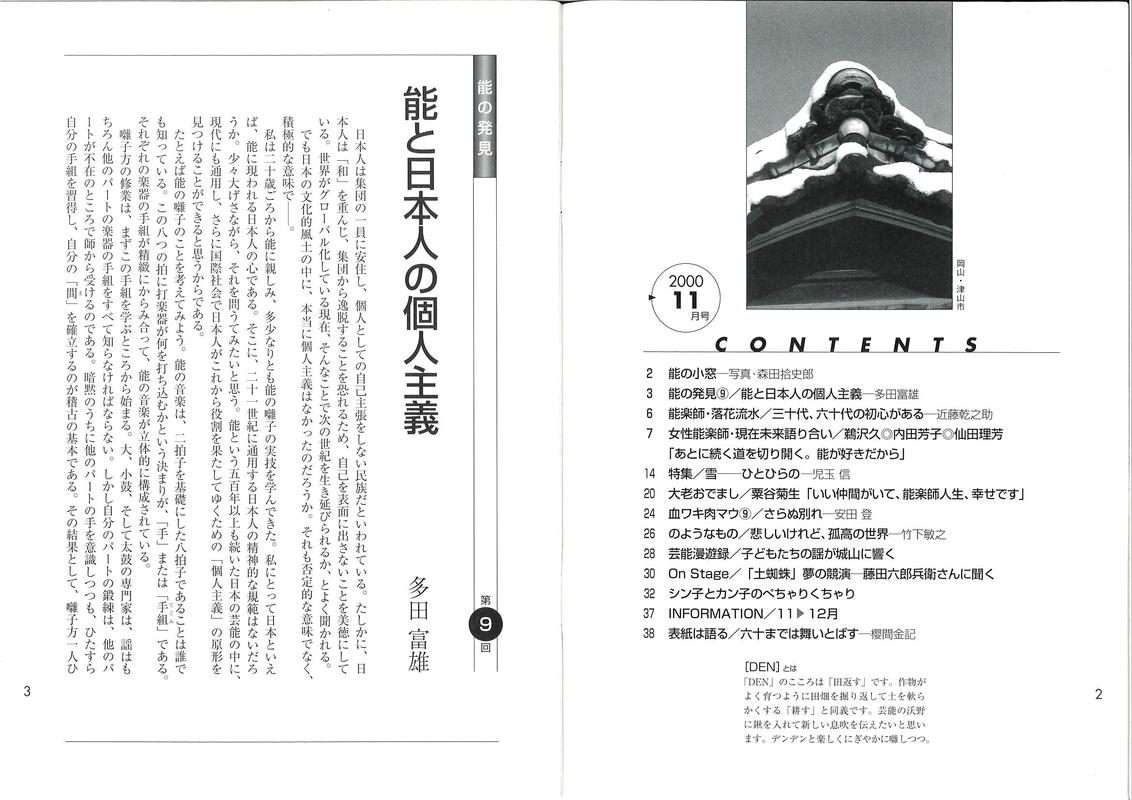 岡山・津山市
2000
11
月号
CONTENTS
2 能の小窓─写真・森田拾史郎
3 能の発見⑨／能と日本人の個人主義─多田富雄
6 能楽師・落花流水／三十代、六十代の初心がある─近藤乾之助
7 女性能楽師・現在未来語り合い／鵜沢久◎内田芳子◎仙田理芳
「あとに続く道を切り開く。能が好きだから」
14 特集／雪──ひとひらの─児玉 信
20 大老おでまし／粟谷菊生「いい仲間がいて、能楽師人生、幸せです」
24 血ワキ肉マウ⑨／さらぬ別れ─安田 登
26 のようなもの／悲しいけれど、孤高の世界─竹下敏之
28 芸能漫遊録／子どもたちの謡が城山に響く
30 On Stage／「土蜘蛛」夢の競演─藤田六郎兵衛さんに聞く
32 シン子とカン子のぺちゃりくちゃり
37 INFORMATION／11▶12月
38 表紙は語る／六十までは舞いとばす─櫻間金記
［DEN］とは
「DEN」のこころは「田返す」です。作物が
よく育つように田畑を掘り返して土を軟ら
かくする「耕す」と同義です。芸能の沃野
に鍬を入れて新しい息吹を伝えたいと思い
ます。デンデンと楽しくにぎやかに囃しつつ。
2
能の発見
第9回
能と日本人の個人主義
多田 富雄
日本人は集団の一員に安住し、個人としての自己主張をしない民族だといわれている。たしかに、日
本人は「和」を重んじ、集団から逸脱することを恐れるため、自己を表面に出さないことを美徳にして
いる。世界がグローバル化している現在、そんなことで次の世紀を生き延びられるか、とよく聞かれる。
でも日本の文化的風土の中に、本当に個人主義はなかったのだろうか。それも否定的な意味でなく、
積極的な意味で──。
私は二十歳ごろから能に親しみ、多少なりとも能の囃子の実技を学んできた。私にとって日本といえ
ば、能に現われる日本人の心である。そこに、二十一世紀に通用する日本人の精神的な規範はないだろ
うか。少々大げさながら、それを問うてみたいと思う。能という五百年以上も続いた日本の芸能の中に、
現代にも通用し、さらに国際社会で日本人がこれから役割を果たしてゆくための「個人主義」の原形を
見つけることができると思うからである。
たとえば能の囃子のことを考えてみよう。能の音楽は、二拍子を基礎にした八拍子であることは誰で
も知っている。この八つの拍に打楽器が何を打ち込むかという決まりが、「手」または「手組」である。
それぞれの楽器の手組が精緻にからみ合って、能の音楽が立体的に構成されている。
囃子方の修業は、まずこの手組を学ぶところから始まる。大、小鼓、そして太鼓の専門家は、謡はも
ちろん他のパートの楽器の手組をすべて知らなければならない。しかし自分のパートの鍛練は、他のパ
ートが不在のところで師から受けるのである。暗黙のうちに他のパートの手を意識しつつも、ひたすら
自分の手組を習得し、自分の「間」を確立するのが稽古の基本である。その結果として、囃子方一人ひ
3